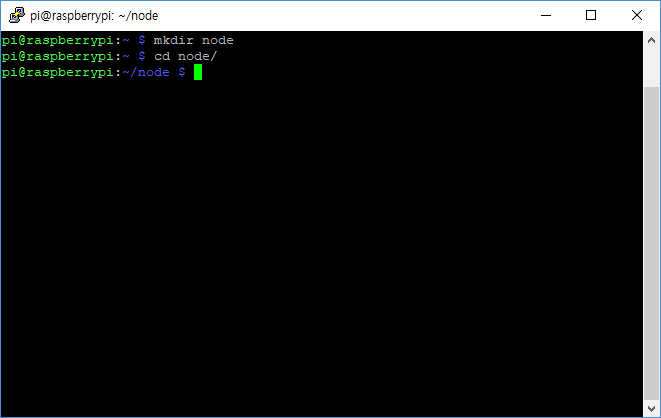 pi@raspberrypi: ~/node
pi@raspberrypi:~ $ mkdir node
pi@raspberrypi:~ $ cd node/
pi@raspberrypi:~/node $